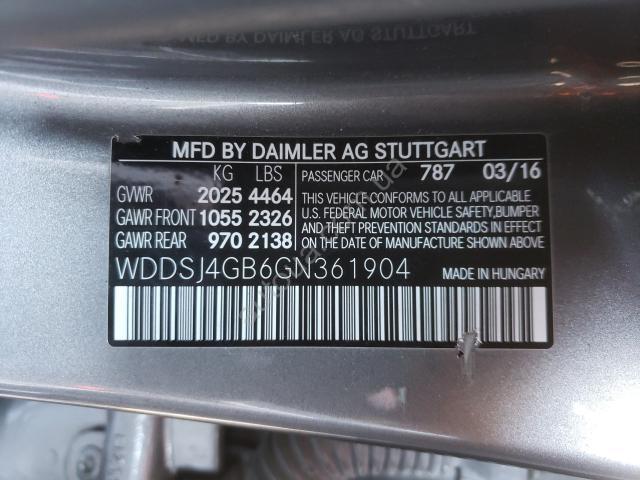 MFD BY DAIMLER AG STUTTGART
KG LBS PASSENGER CAR 787 03/16
GVWR 2025 4464 THIS VEHICLE CONFORMS TO ALL APPLICABLE
GAWR FRONT 1055 2326 U.S. FEDERAL MOTOR VEHICLE SAFETY, BUMPER
GAWR REAR 970 2138 AND THEFT PREVENTION STANDARDS IN EFFECT
ON THE DATE OF MANUFACTURE SHOWN ABOVE.
WDDSJ4GB6GN361904 MADE IN HUNGARY